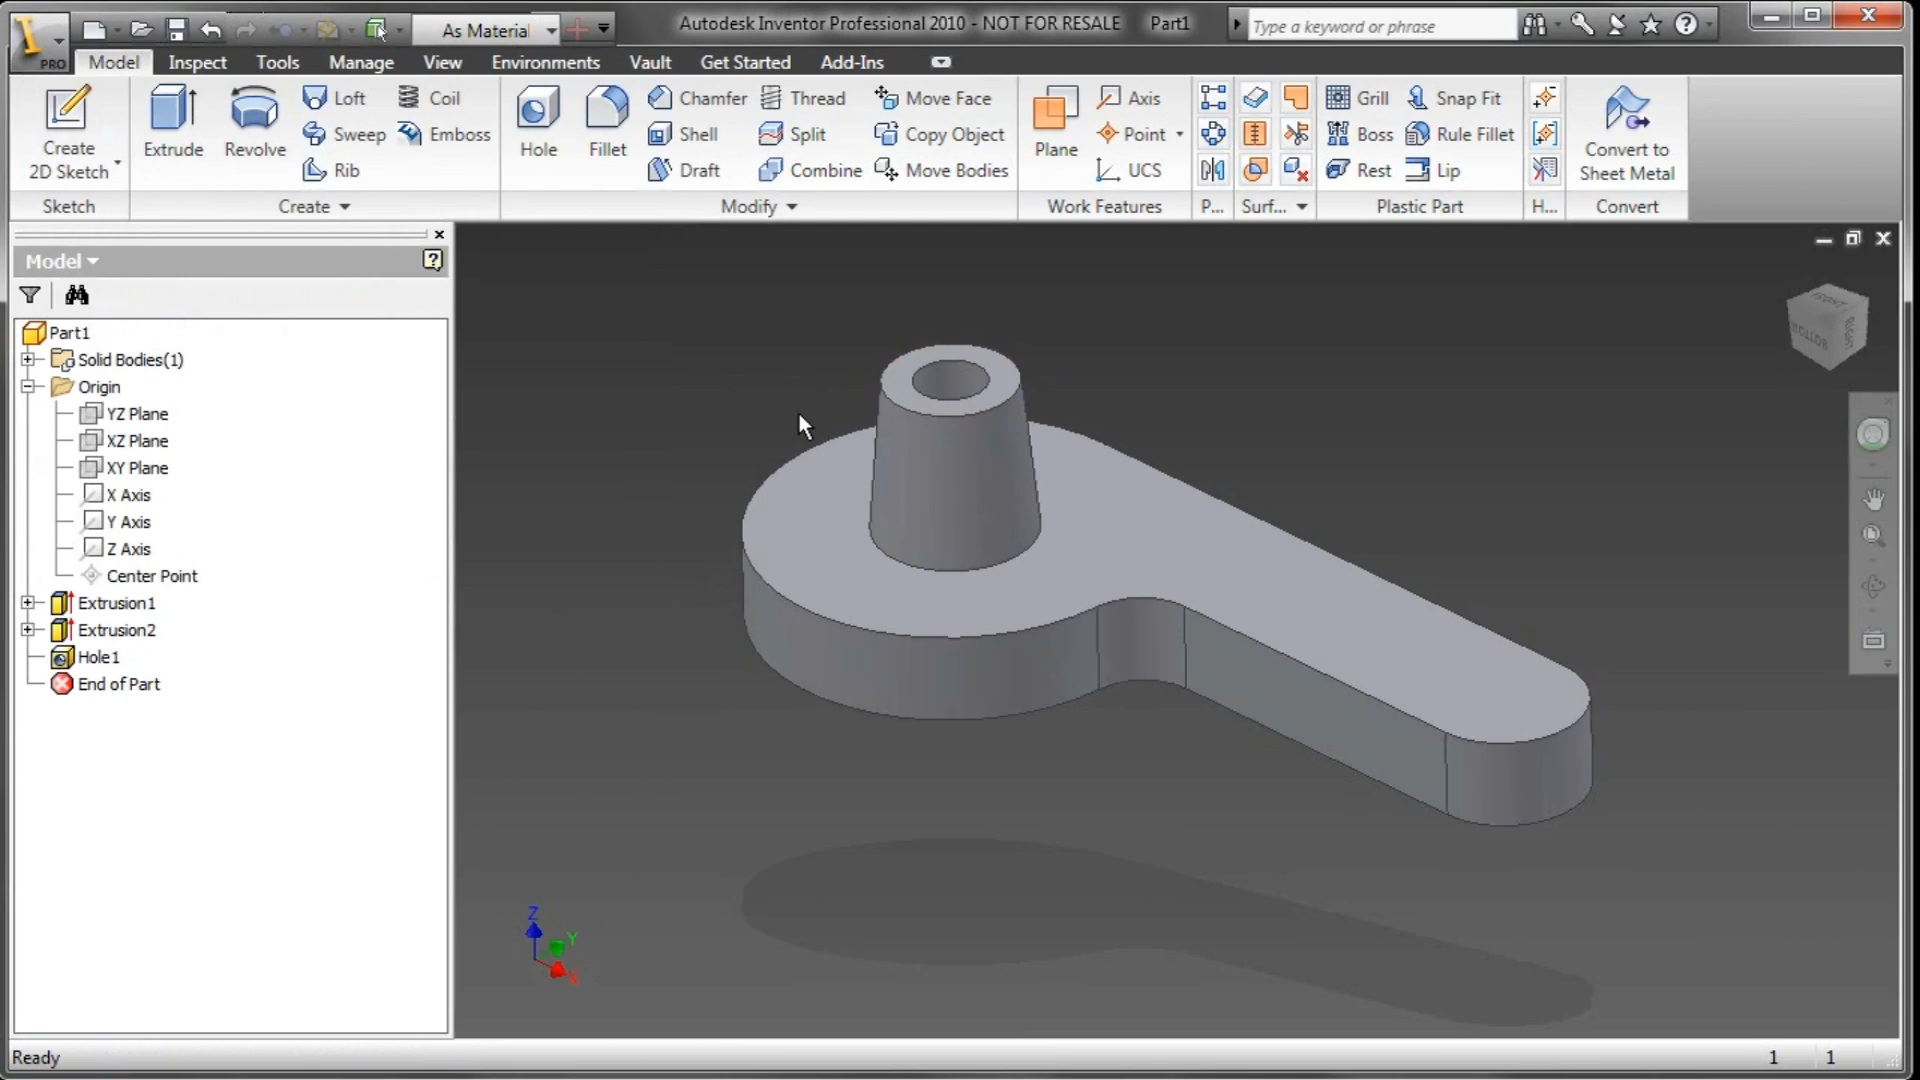 As Material
Autodesk Inventor Professional 2010 - NOT FOR RESALE Part1
Type a keyword or phrase
PRO
Model Inspect Tools Manage View Environments Vault Get Started Add-Ins
Create 2D Sketch
Extrude
Revolve
Loft
Sweep
Rib
Coil
Emboss
Hole
Fillet
Chamfer
Shell
Draft
Thread
Split
Combine
Move Face
Copy Object
Move Bodies
Plane
Axis
Point
UCS
Grill
Boss
Rest
Snap Fit
Rule Fillet
Lip
Convert to Sheet Metal
Sketch Create Modify Work Features P... Surf... Plastic Part H... Convert
Model
Part1
Solid Bodies(1)
Origin
YZ Plane
XZ Plane
XY Plane
X Axis
Y Axis
Z Axis
Center Point
Extrusion1
Extrusion2
Hole1
End of Part
FRONT
BOTTOM
Z
Y
X
Ready
1 1